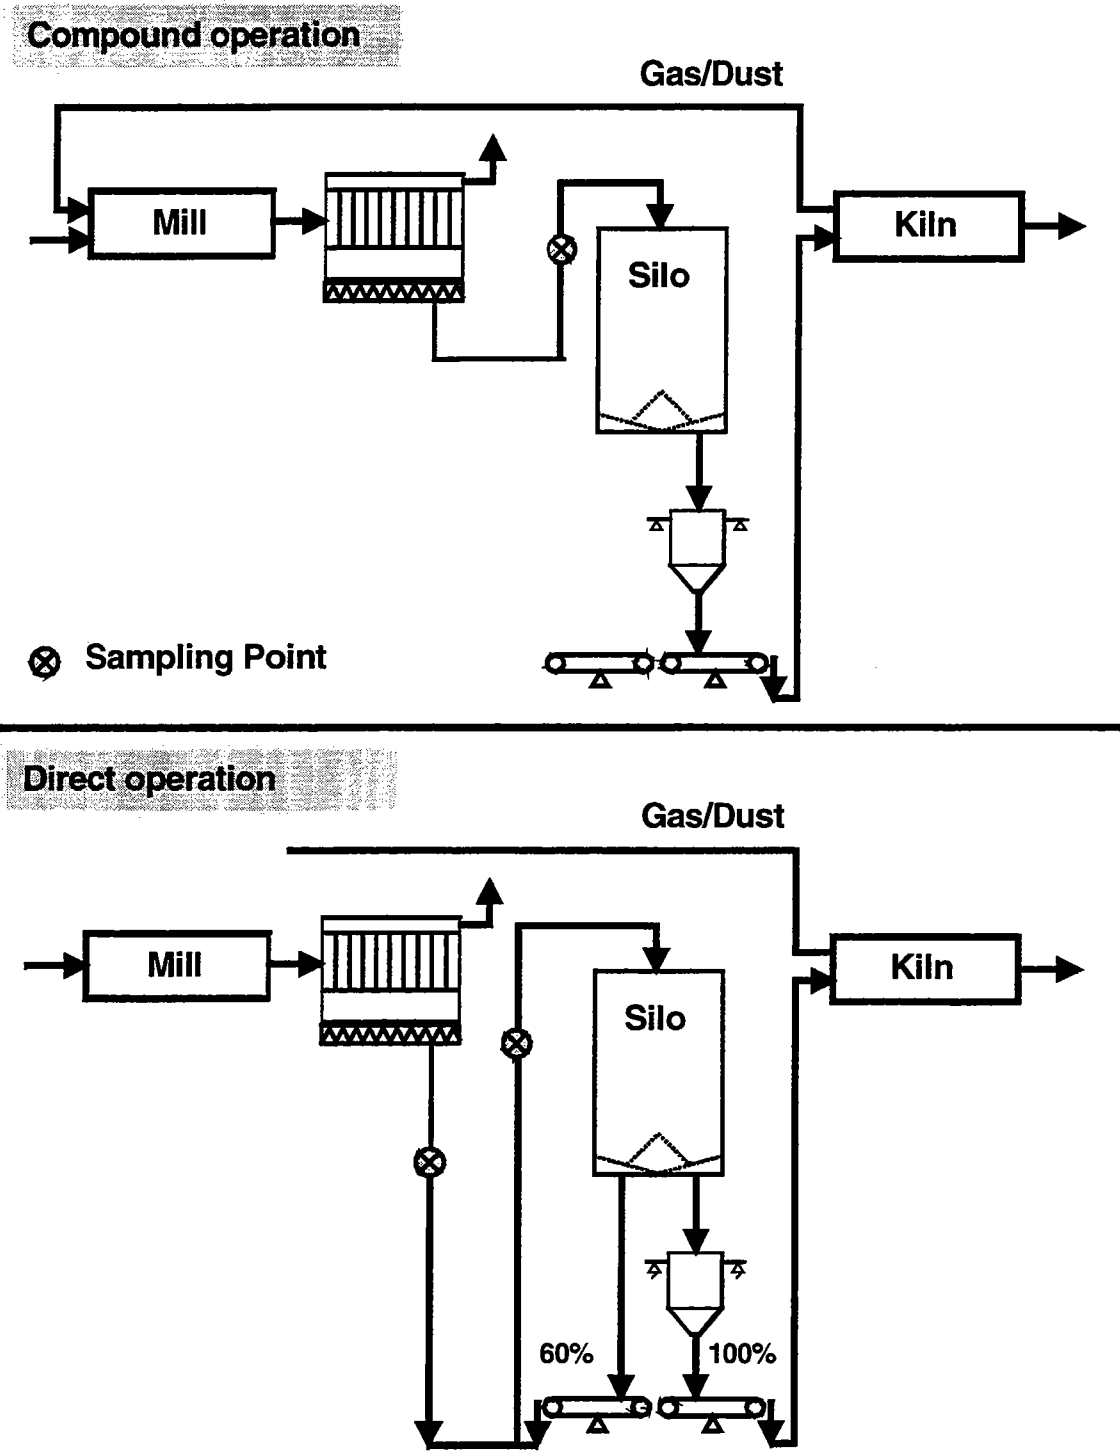 Compound operation
Gas/Dust
Mill
Kiln
Silo
Sampling Point
Direct operation
Gas/Dust
Mill
Kiln
Silo
60%
100%